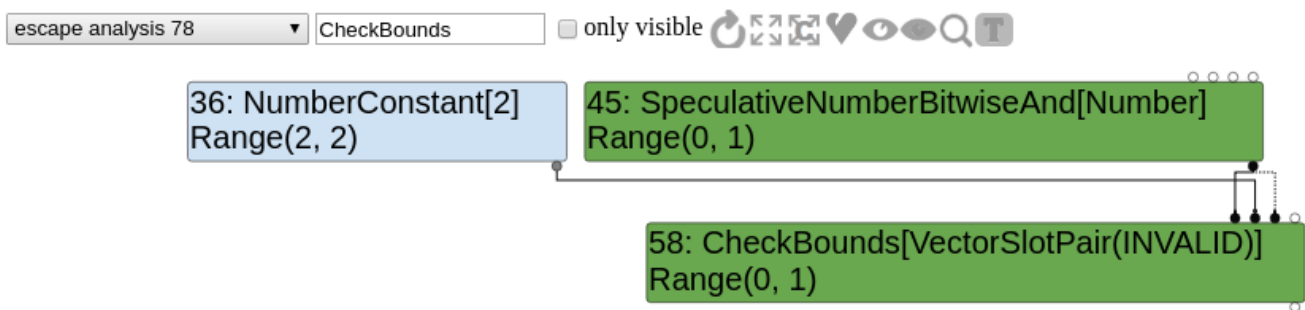 escape analysis 78 CheckBounds only visible T
36: NumberConstant[2]
Range(2, 2)
45: SpeculativeNumberBitwiseAnd[Number]
Range(0, 1)
58: CheckBounds[VectorSlotPair(INVALID)]
Range(0, 1)